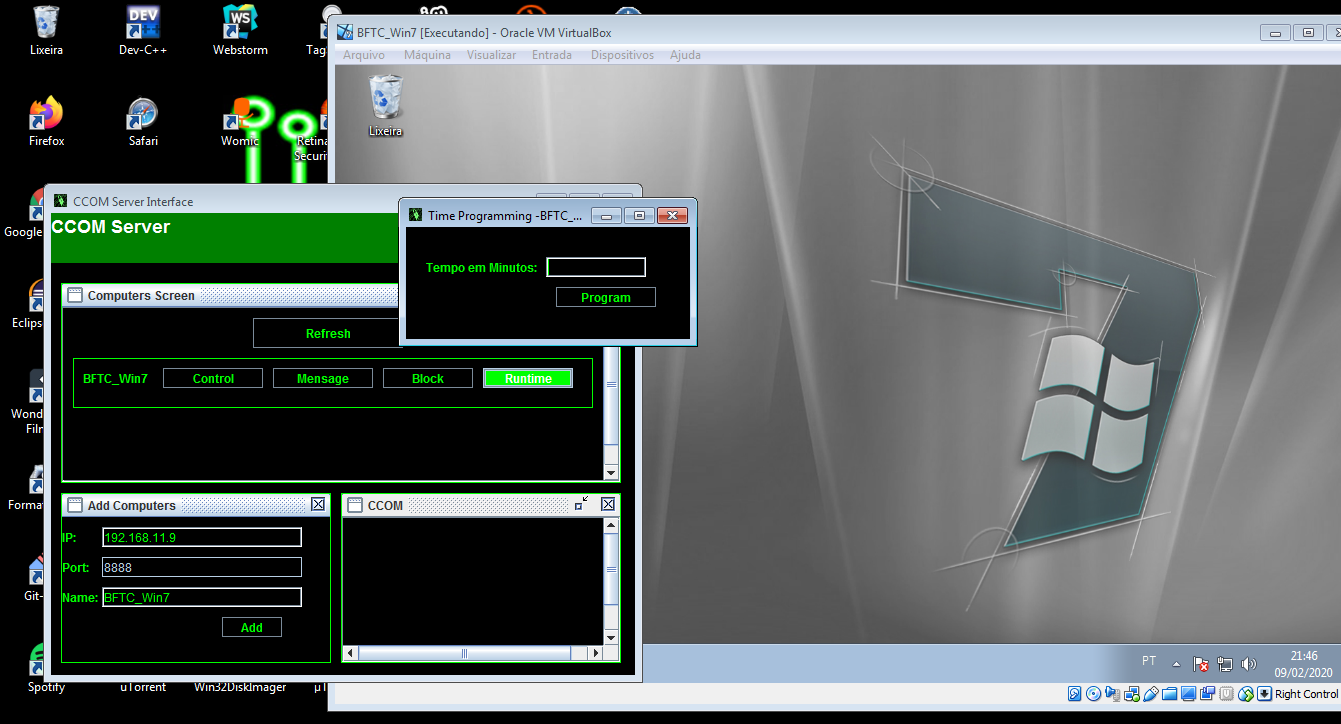 Lixeira
Dev-C++
Webstorm
Tag
Firefox
Safari
Womic
Retina
Securi
Google
Eclips
Wond
Film
Format
Git-
Spotify
uTorrent
Win32DiskImager
µT
BFTC_Win7 [Executando] - Oracle VM VirtualBox
Arquivo Máquina Visualizar Entrada Dispositivos Ajuda
Lixeira
CCOM Server Interface
CCOM Server
Time Programming -BFTC_...
Tempo em Minutos:
Program
Computers Screen
Refresh
BFTC_Win7 Control Message Block Runtime
Add Computers
IP: 192.168.11.9
Port: 8888
Name: BFTC_Win7
Add
CCOM
PT
21:46
09/02/2020
Right Control
DEV
WS